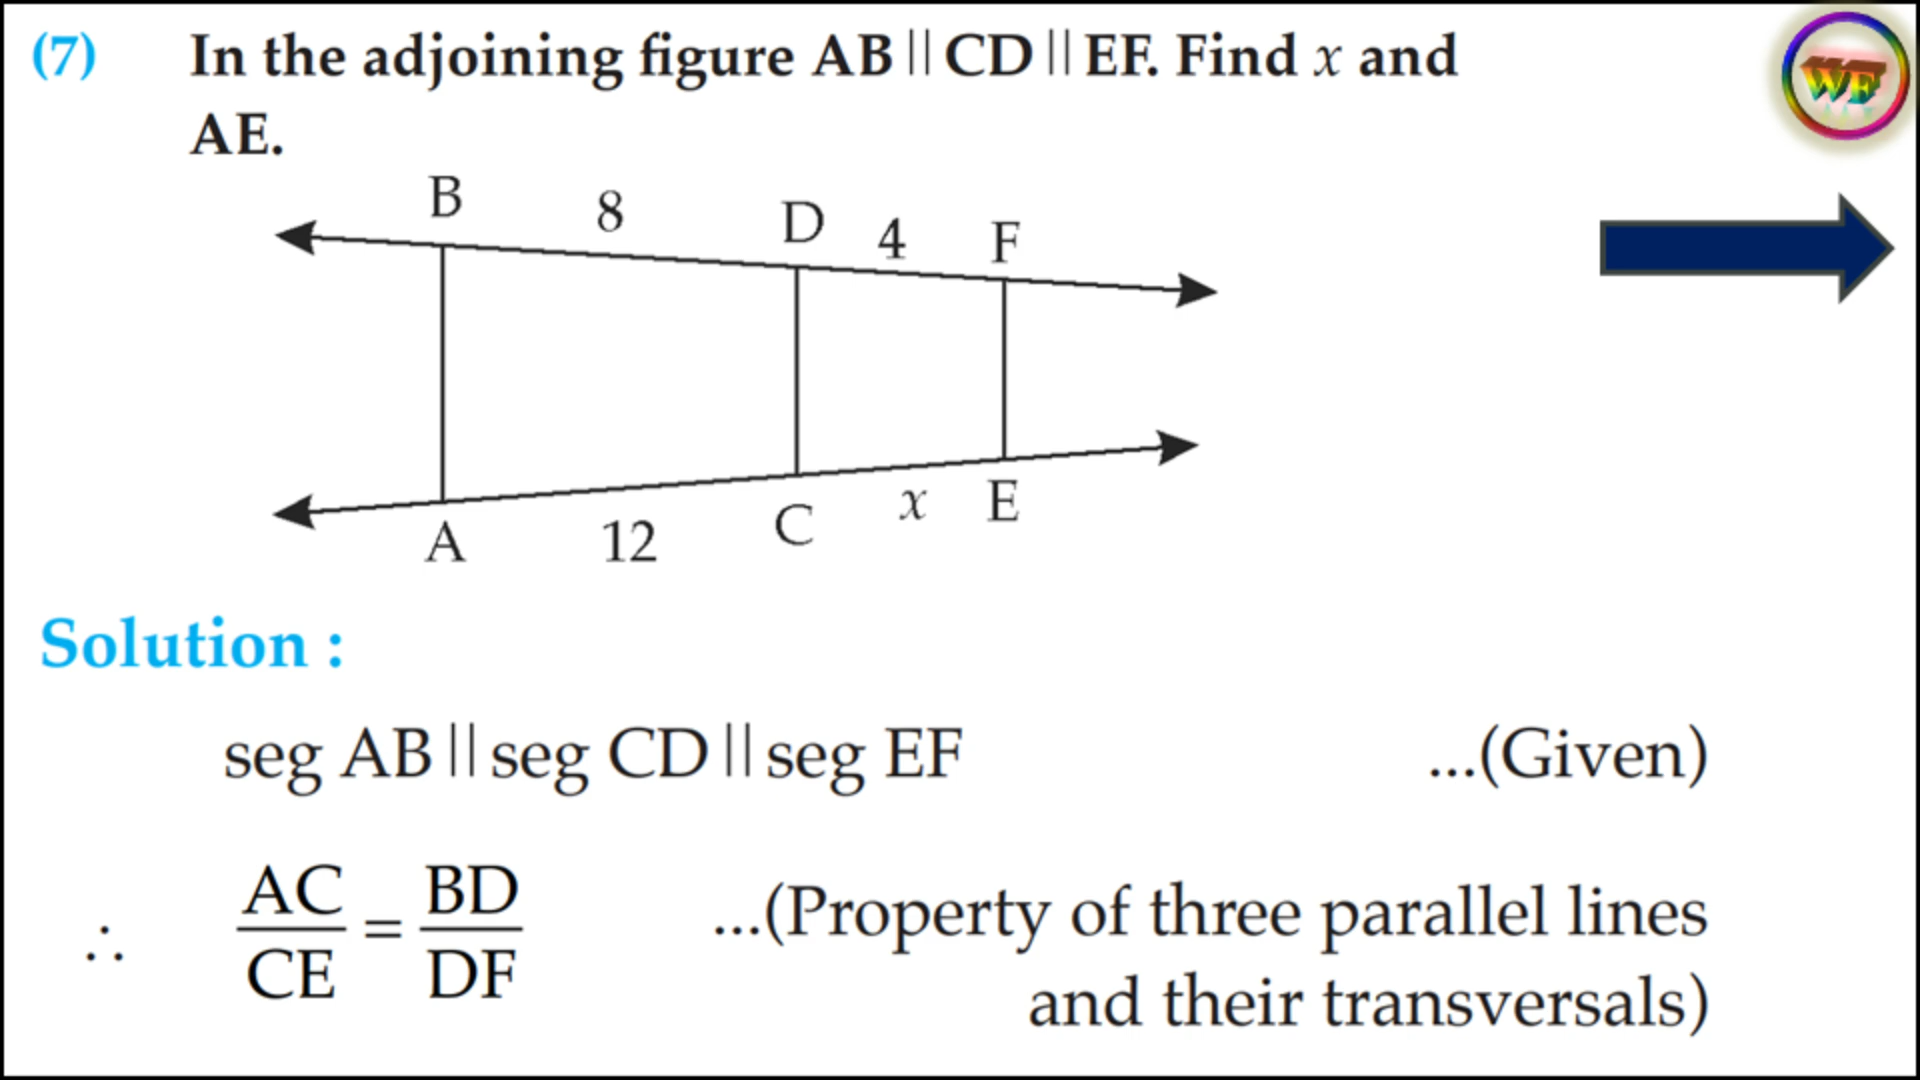 (7) In the adjoining figure AB || CD || EF. Find x and
AE.
WF
B 8 D 4 F
A 12 C x E
Solution :
seg AB || seg CD || seg EF ...(Given)
∴ AC/CE = BD/DF ...(Property of three parallel lines
and their transversals)